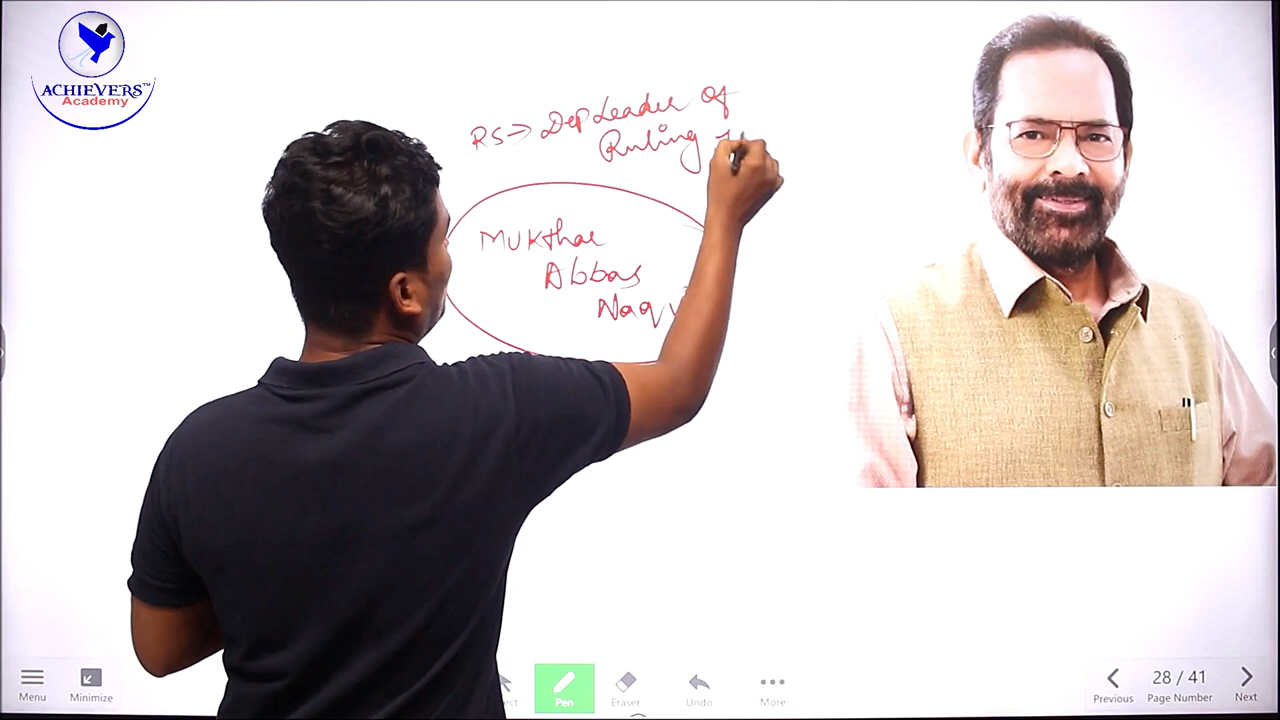 ACHIEVERS™
Academy
RS → Dep Leader Of
Ruling
Mukthar
Abbas
Naqvi
Menu
Minimize
Pen
Eraser
Undo
More
28 / 41
Previous
Page Number
Next